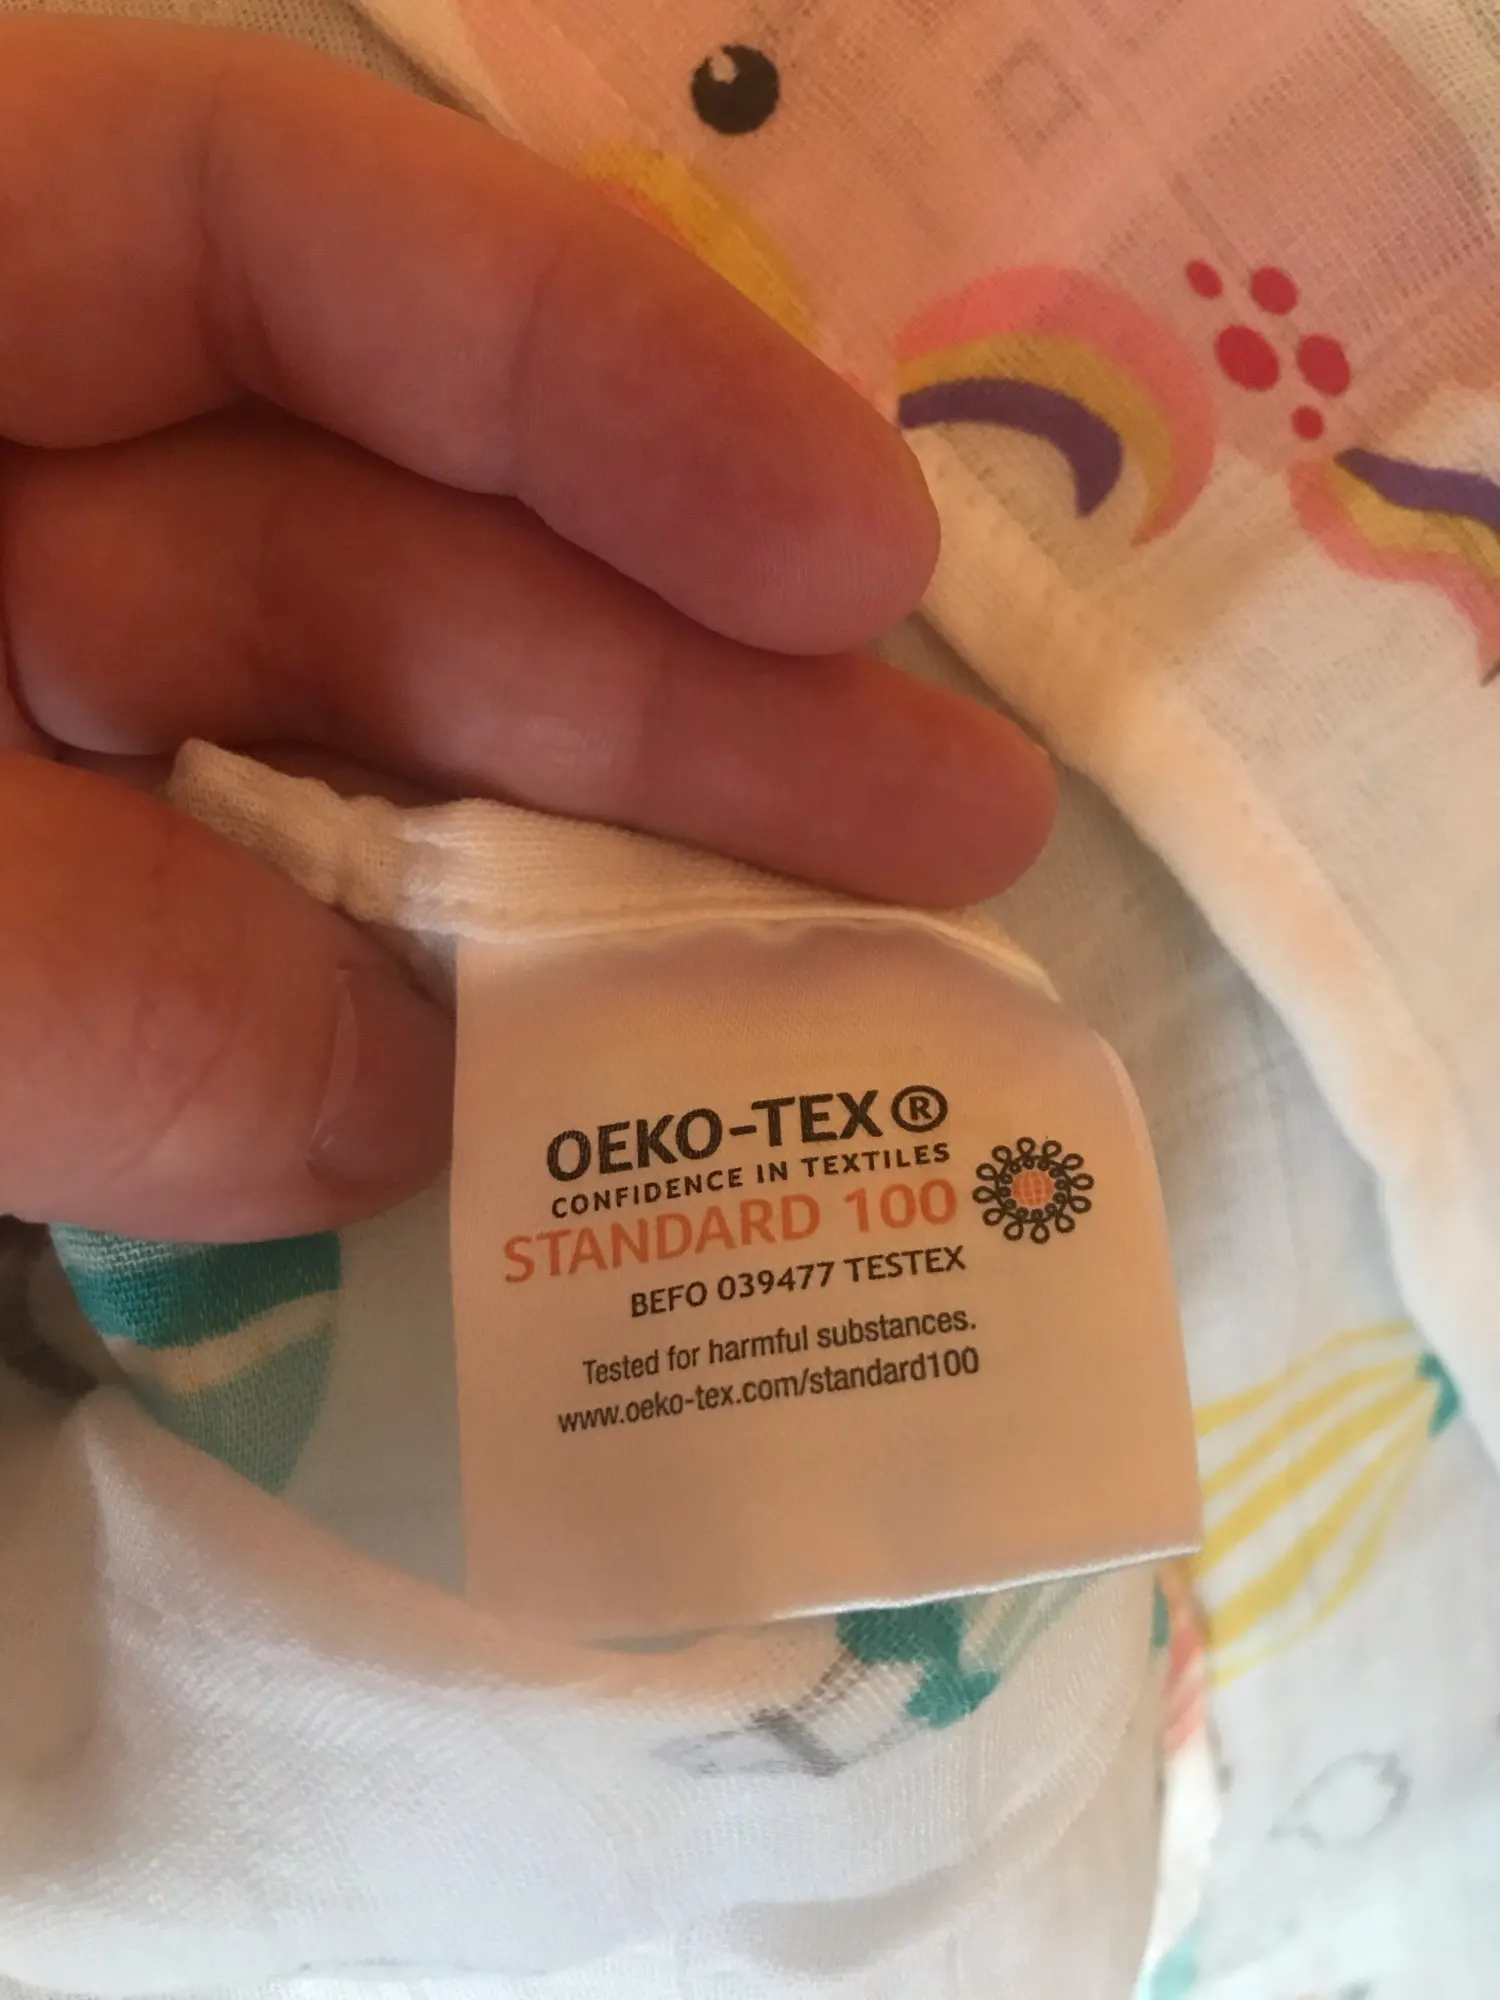 OEKO-TEX®
CONFIDENCE IN TEXTILES
STANDARD 100
BEFO 039477 TESTEX
Tested for harmful substances.
www.oeko-tex.com/standard100